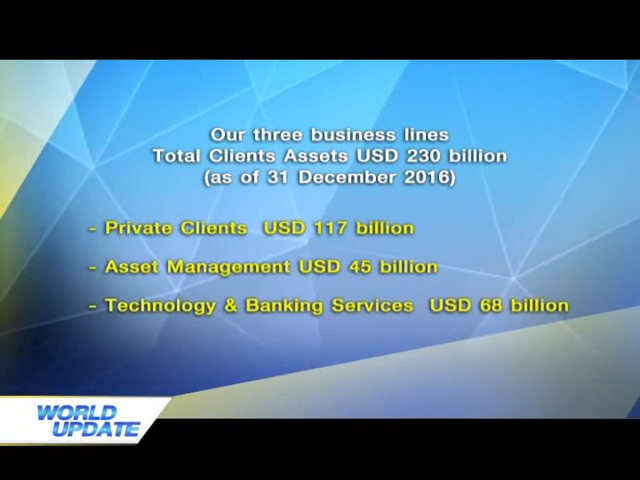 Our three business lines
Total Clients Assets USD 230 billion
(as of 31 December 2016)
- Private Clients USD 117 billion
- Asset Management USD 45 billion
- Technology & Banking Services USD 68 billion
WORLD
UPDATE